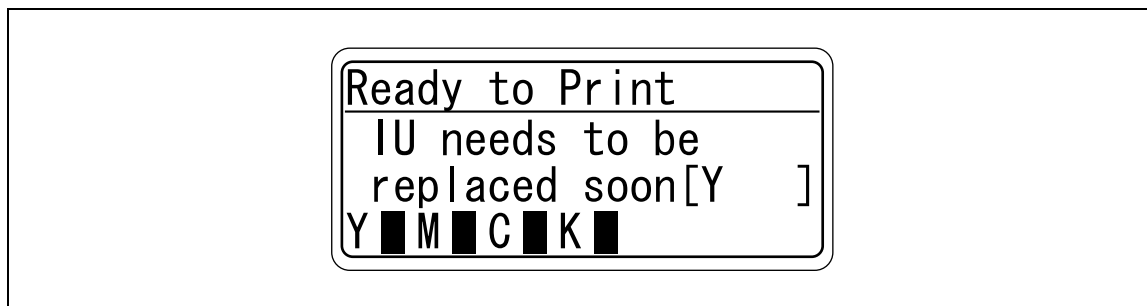 Ready to Print
IU needs to be
replaced soon[Y   ]
Y■M■C■K■